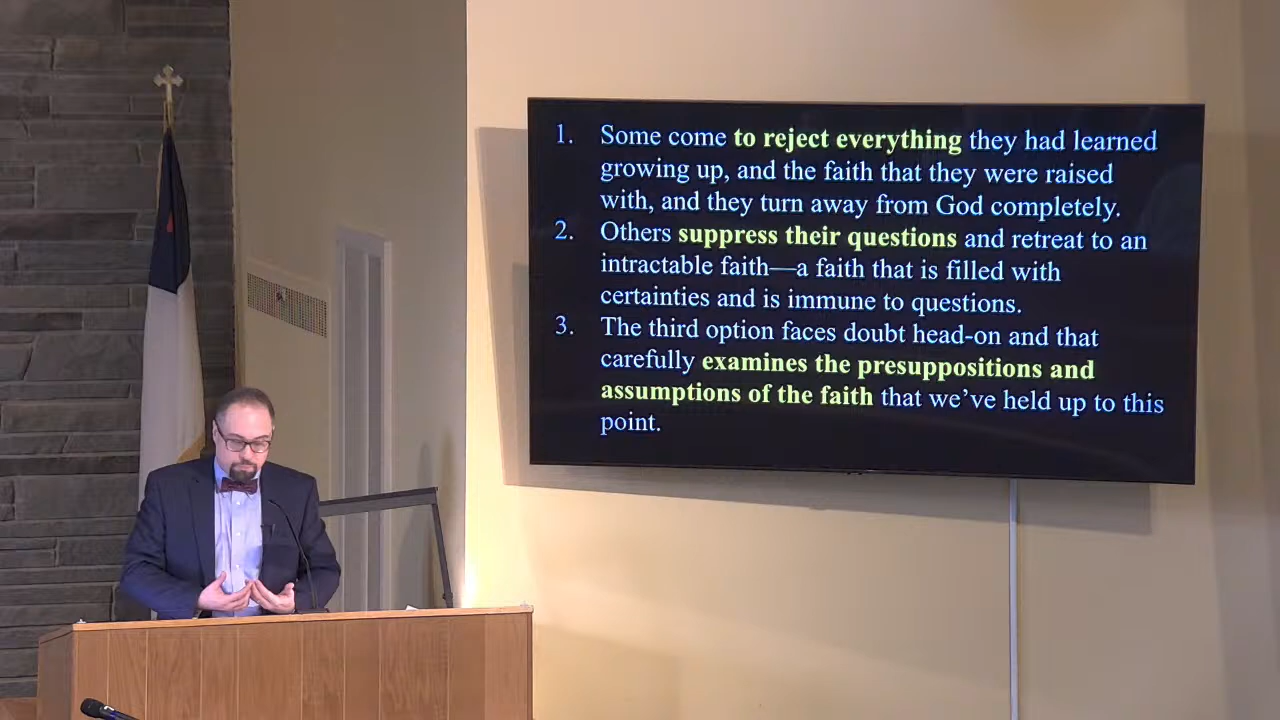 1. Some come to reject everything they had learned
growing up, and the faith that they were raised
with, and they turn away from God completely.
2. Others suppress their questions and retreat to an
intractable faith—a faith that is filled with
certainties and is immune to questions.
3. The third option faces doubt head-on and that
carefully examines the presuppositions and
assumptions of the faith that we’ve held up to this
point.